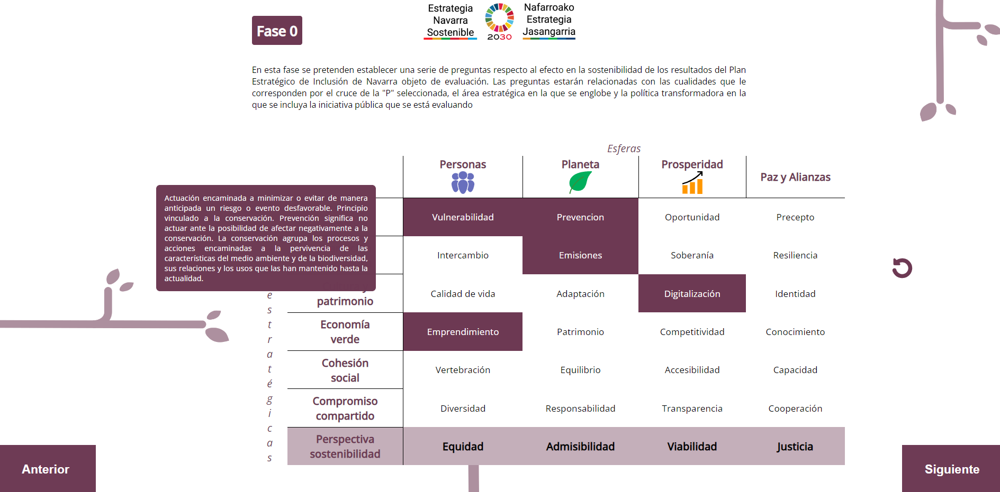 Fase 0
Estrategia
Navarra
Sostenible
2030
Nafarroako
Estrategia
Jasangarria
En esta fase se pretenden establecer una serie de preguntas respecto al efecto en la sostenibilidad de los resultados del Plan
Estratégico de Inclusión de Navarra objeto de evaluación. Las preguntas estarán relacionadas con las cualidades que le
corresponden por el cruce de la "P" seleccionada, el área estratégica en la que se englobe y la política transformadora en la
que se incluya la iniciativa pública que se está evaluando
Esferas
Personas
Planeta
Prosperidad
Paz y Alianzas
Actuación encaminada a minimizar o evitar de manera
anticipada un riesgo o evento desfavorable. Principio
vinculado a la conservación. Prevención significa no
actuar ante la posibilidad de afectar negativamente a la
conservación. La conservación agrupa los procesos y
acciones encaminadas a la pervivencia de las
características del medio ambiente y de la biodiversidad,
sus relaciones y los usos que las han mantenido hasta la
actualidad.
Vulnerabilidad Prevencion Oportunidad Precepto
Intercambio Emisiones Soberanía Resiliencia
e
s
t
r
a
t
é
g
i
c
a
s
patrimonio
Calidad de vida Adaptación Digitalización Identidad
Economía
verde
Emprendimiento Patrimonio Competitividad Conocimiento
Cohesión
social
Vertebración Equilibrio Accesibilidad Capacidad
Compromiso
compartido
Diversidad Responsabilidad Transparencia Cooperación
Perspectiva
sostenibilidad
Equidad Admisibilidad Viabilidad Justicia
Anterior
Siguiente